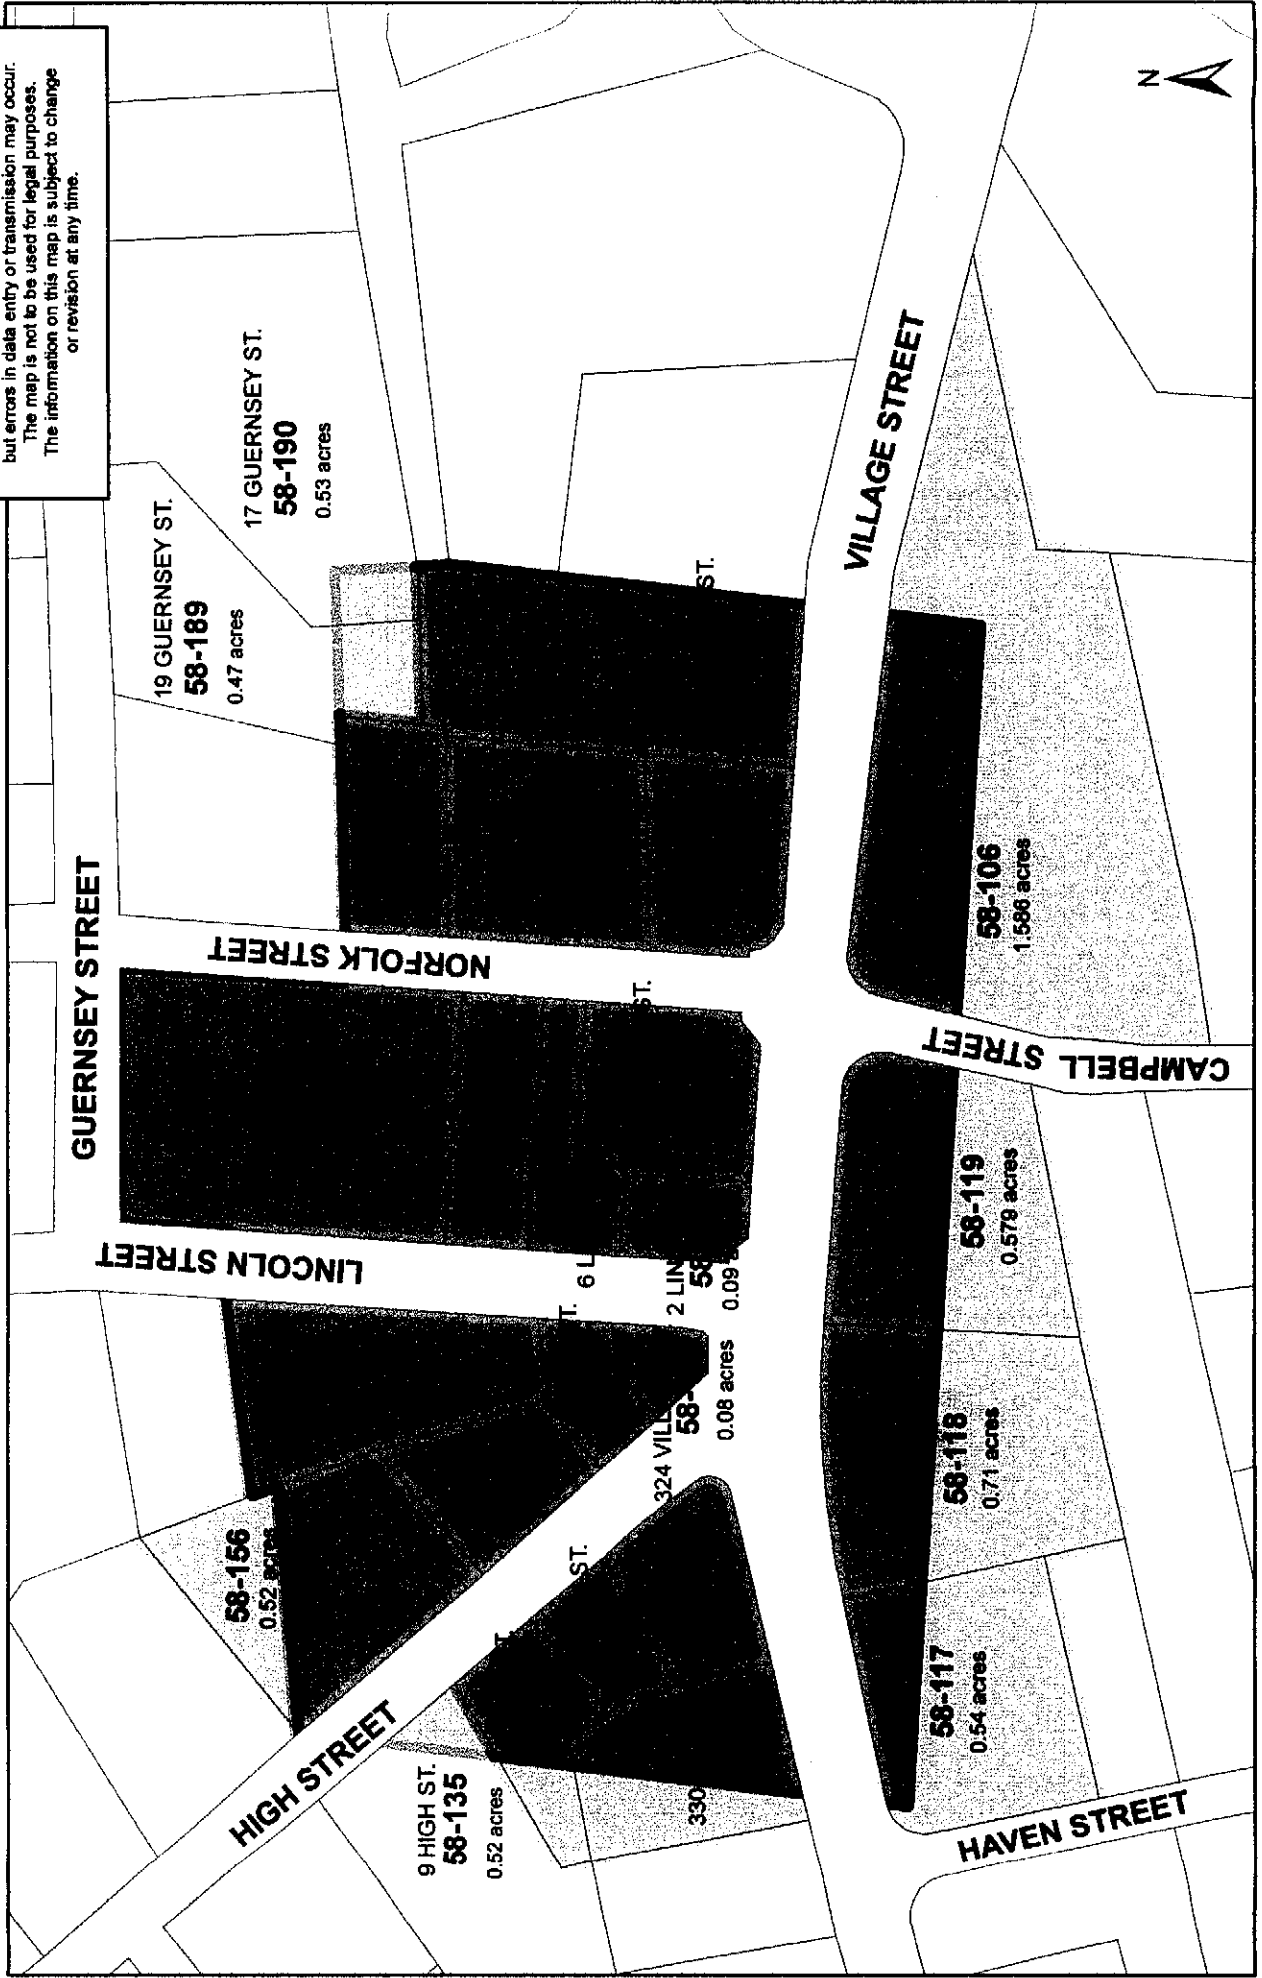 but errors in data entry or transmission may occur.
The map is not to be used for legal purposes.
The information on this map is subject to change
or revision at any time.
GUERNSEY STREET
19 GUERNSEY ST.
58-189
0.47 acres
17 GUERNSEY ST.
58-190
0.53 acres
NORFOLK STREET
LINCOLN STREET
58-156
0.52 acres
HIGH STREET
9 HIGH ST.
58-135
0.52 acres
330
ST.
T.
T.
6 L
2 LIN
58
0.09
324 VILL
58-
0.08 acres
ST.
ST.
VILLAGE STREET
58-106
1.586 acres
CAMPBELL STREET
58-119
0.579 acres
58-118
0.71 acres
58-117
0.54 acres
HAVEN STREET
N